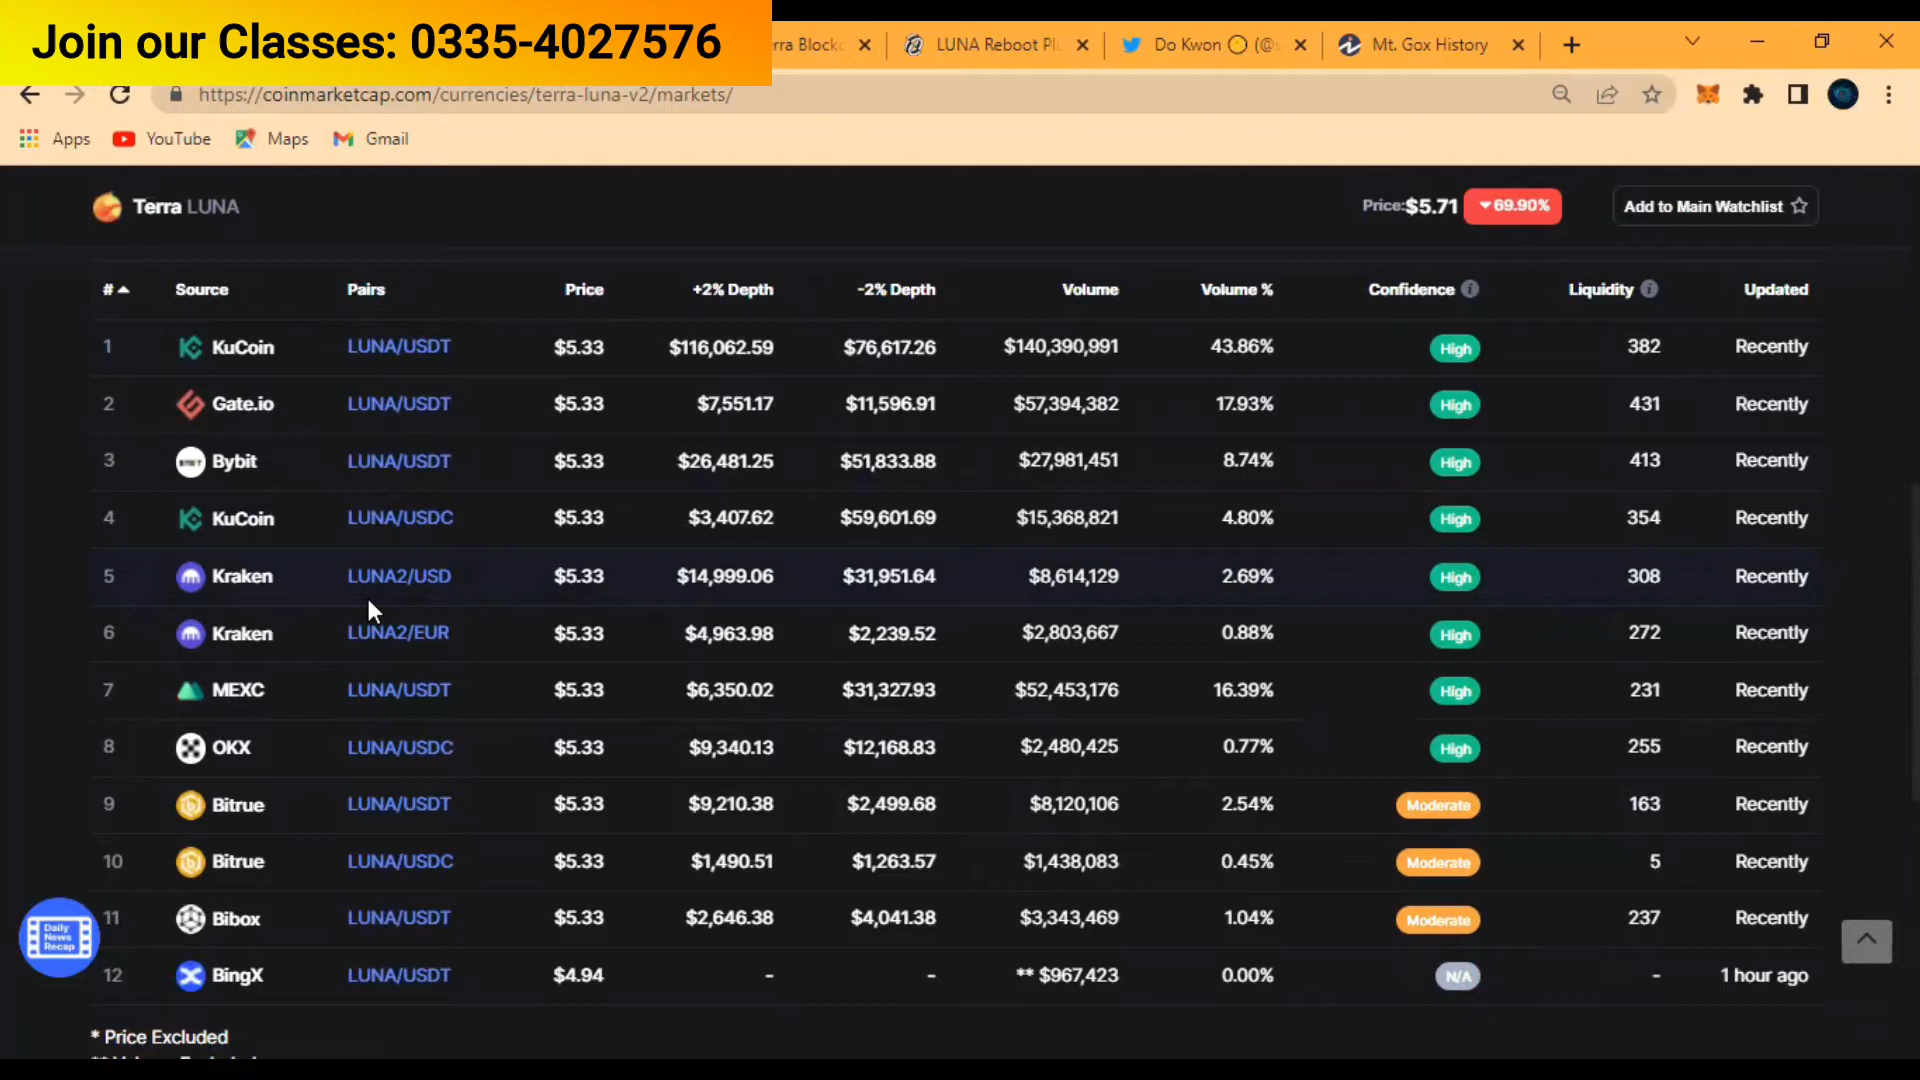 Join our Classes: 0335-4027576
rra Blockc
LUNA Reboot Pl
Do Kwon
Mt. Gox History
https://coinmarketcap.com/currencies/terra-luna-v2/markets/
Apps YouTube Maps Gmail
Terra LUNA Price:$5.71 69.90% Add to Main Watchlist
# Source Pairs Price +2% Depth -2% Depth Volume Volume % Confidence Liquidity Updated
1 KuCoin LUNA/USDT $5.33 $116,062.59 $76,617.26 $140,390,991 43.86% High 382 Recently
2 Gate.io LUNA/USDT $5.33 $7,551.17 $11,596.91 $57,394,382 17.93% High 431 Recently
3 Bybit LUNA/USDT $5.33 $26,481.25 $51,833.88 $27,981,451 8.74% High 413 Recently
4 KuCoin LUNA/USDC $5.33 $3,407.62 $59,601.69 $15,368,821 4.80% High 354 Recently
5 Kraken LUNA2/USD $5.33 $14,999.06 $31,951.64 $8,614,129 2.69% High 308 Recently
6 Kraken LUNA2/EUR $5.33 $4,963.98 $2,239.52 $2,803,667 0.88% High 272 Recently
7 MEXC LUNA/USDT $5.33 $6,350.02 $31,327.93 $52,453,176 16.39% High 231 Recently
8 OKX LUNA/USDC $5.33 $9,340.13 $12,168.83 $2,480,425 0.77% High 255 Recently
9 Bitrue LUNA/USDT $5.33 $9,210.38 $2,499.68 $8,120,106 2.54% Moderate 163 Recently
10 Bitrue LUNA/USDC $5.33 $1,490.51 $1,263.57 $1,438,083 0.45% Moderate 5 Recently
11 Bibox LUNA/USDT $5.33 $2,646.38 $4,041.38 $3,343,469 1.04% Moderate 237 Recently
12 BingX LUNA/USDT $4.94 - - ** $967,423 0.00% N/A - 1 hour ago
Daily
News
Recap
* Price Excluded